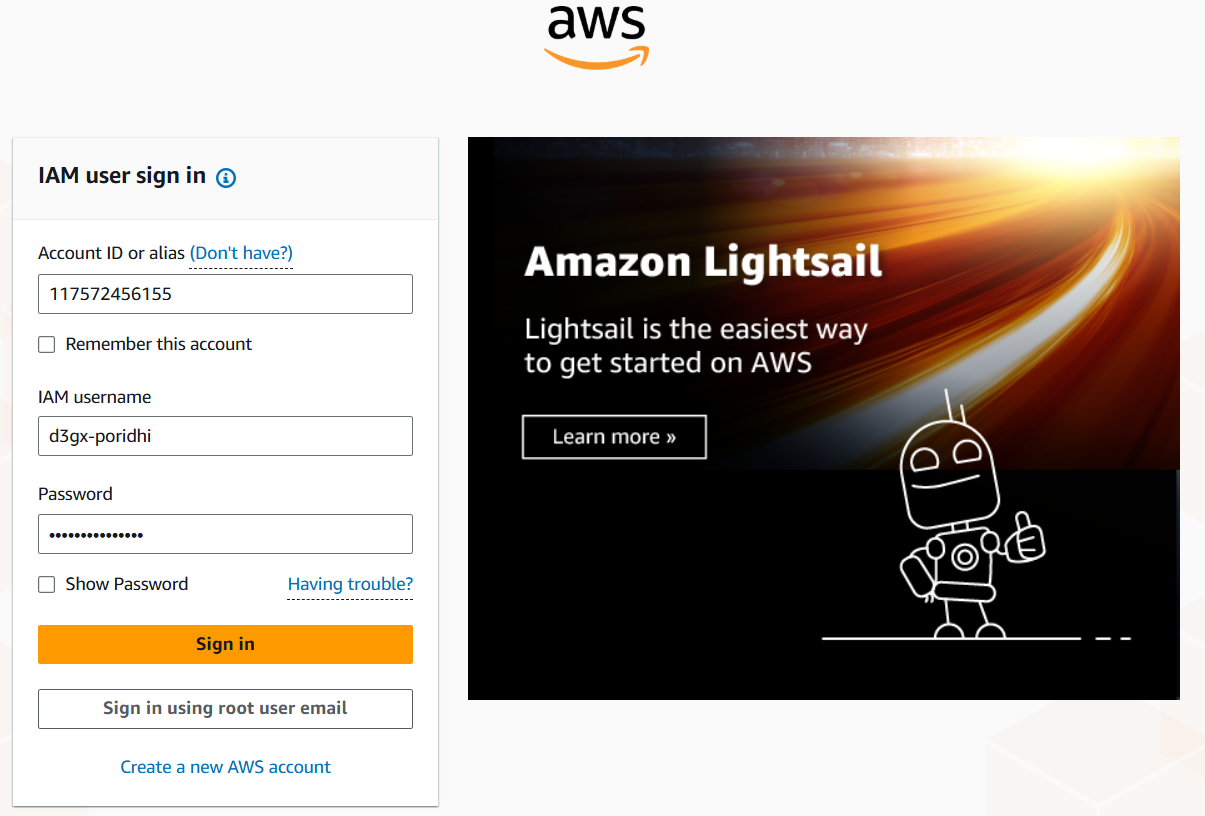 aws
IAM user sign in
Account ID or alias (Don't have?)
117572456155
Remember this account
IAM username
d3gx-poridhi
Password
•••••••••••••••
Show Password
Having trouble?
Sign in
Sign in using root user email
Create a new AWS account
Amazon Lightsail
Lightsail is the easiest way
to get started on AWS
Learn more »